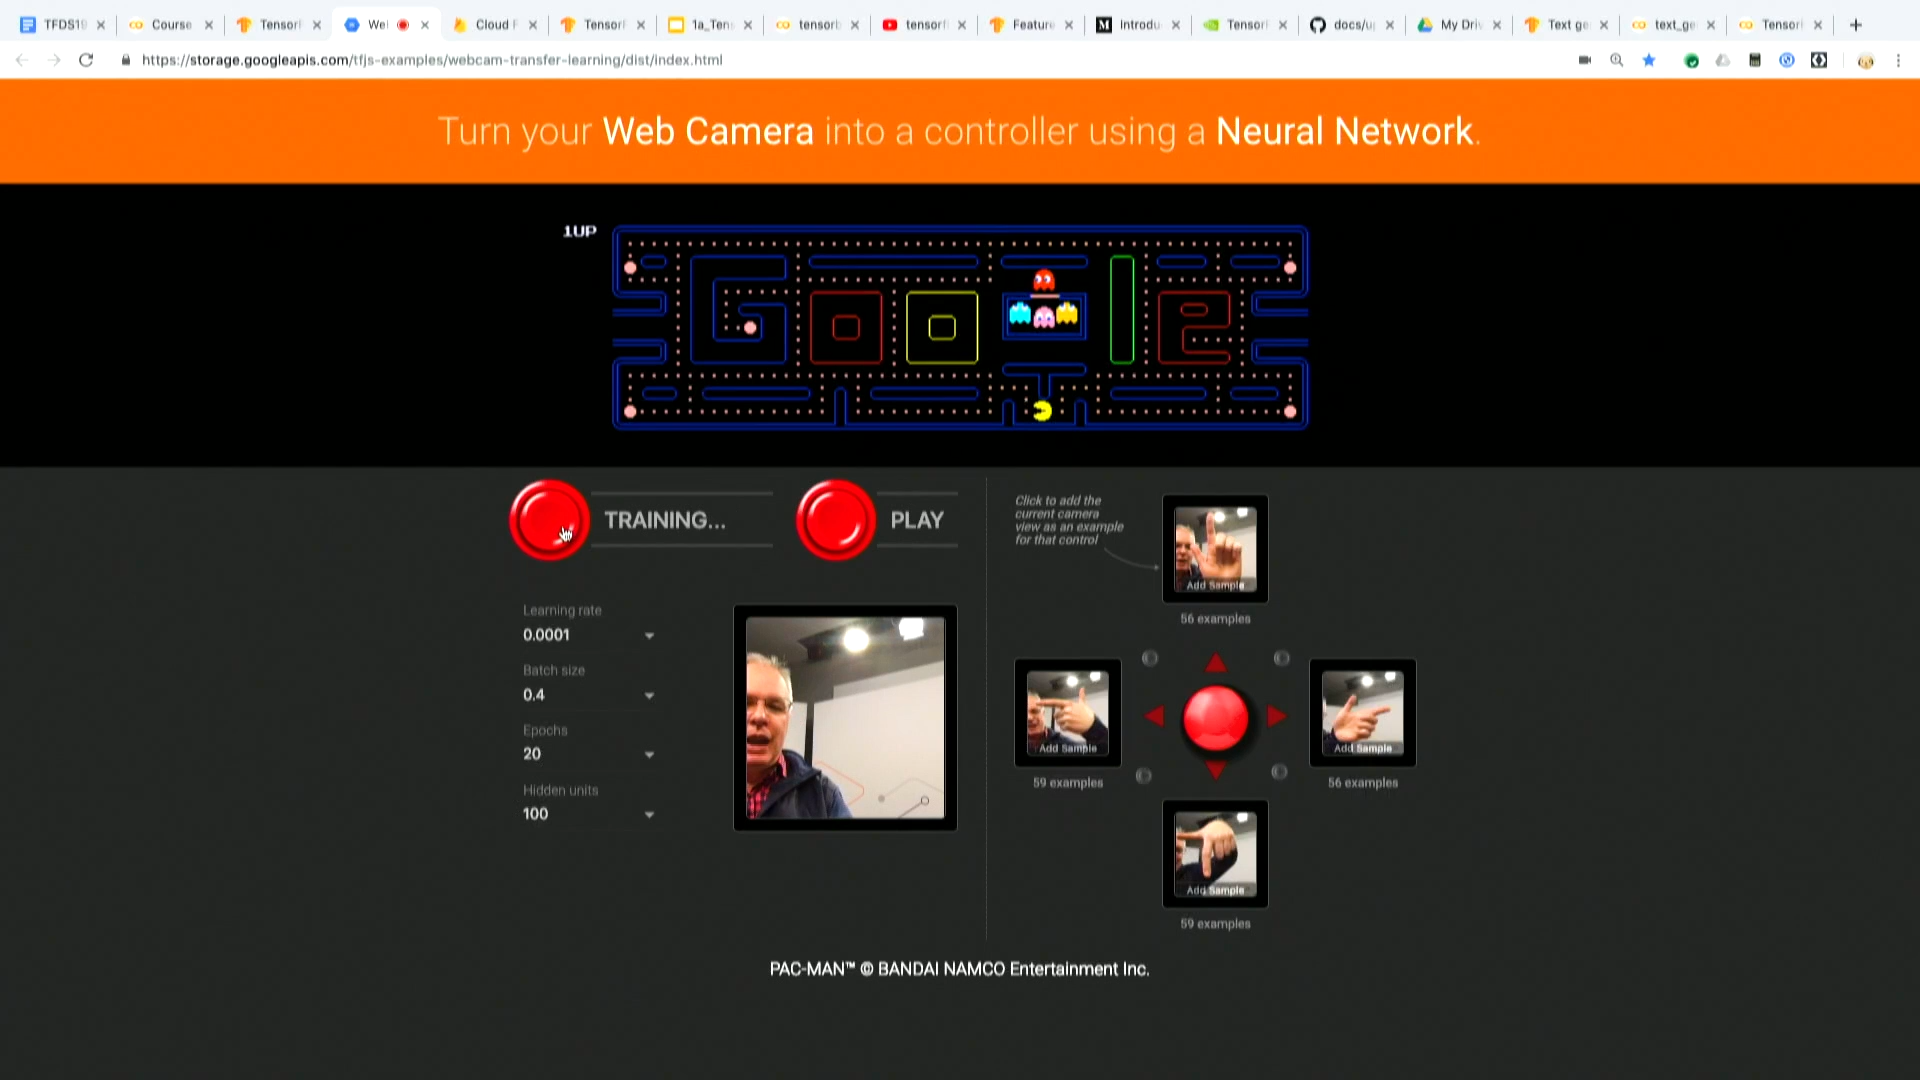 TFDS19
Course
Tensorl
Wel
Cloud F
Tensorl
1a_Ten
tensorb
tensorfl
Feature
Introdu
Tensorl
docs/u
My Driv
Text ge
text_ge
Tensorl
https://storage.googleapis.com/tfjs-examples/webcam-transfer-learning/dist/index.html
Turn your Web Camera into a controller using a Neural Network.
1UP
TRAINING...
PLAY
Click to add the
current camera
view as an example
for that control
Add Sample
56 examples
Learning rate
0.0001
Batch size
0.4
Epochs
20
Hidden units
100
Add Sample
59 examples
Add Sample
56 examples
Add Sample
59 examples
PAC-MAN™ © BANDAI NAMCO Entertainment Inc.